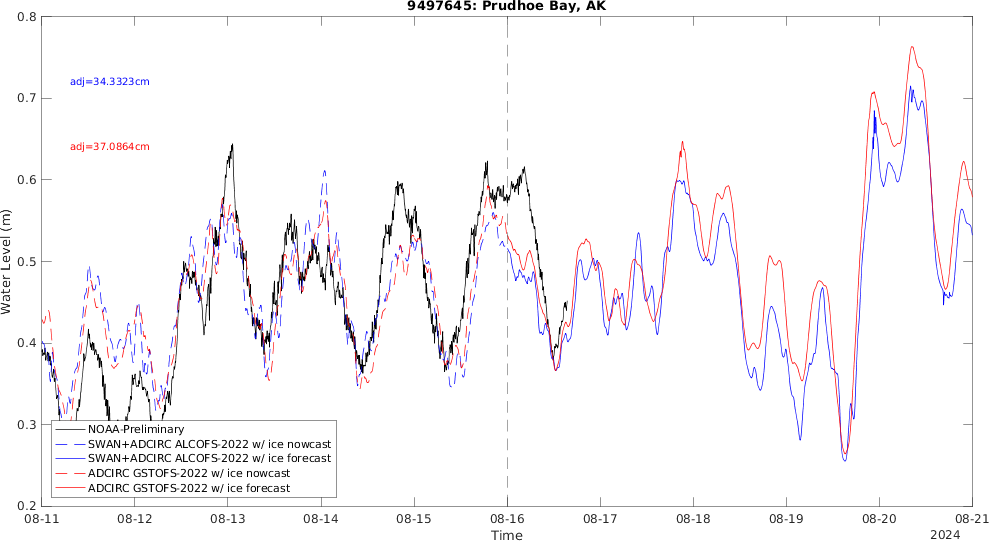 9497645: Prudhoe Bay, AK
0.8
0.7
0.6
0.5
0.4
0.3
0.2
Water Level (m)
adj=34.3323cm
adj=37.0864cm
NOAA-Preliminary
SWAN+ADCIRC ALCOFS-2022 w/ ice nowcast
SWAN+ADCIRC ALCOFS-2022 w/ ice forecast
ADCIRC GSTOFS-2022 w/ ice nowcast
ADCIRC GSTOFS-2022 w/ ice forecast
08-11 08-12 08-13 08-14 08-15 08-16 08-17 08-18 08-19 08-20 08-21
Time
2024